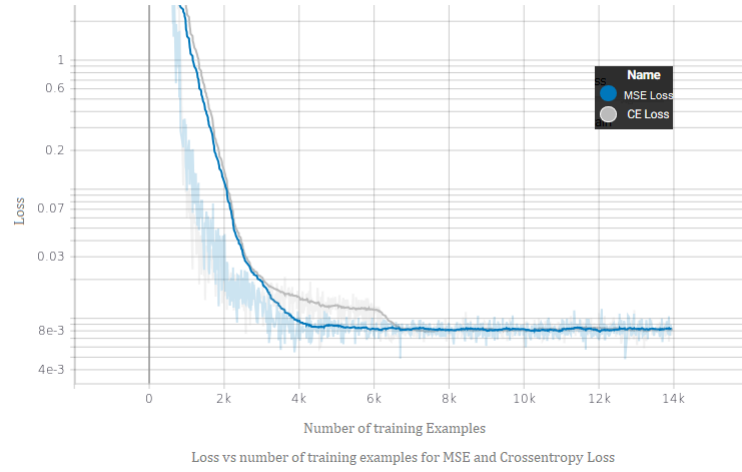 1
0.6
0.2
0.07
0.03
8e-3
4e-3
Loss
Name
MSE Loss
CE Loss
0
2k
4k
6k
8k
10k
12k
14k
Number of training Examples
Loss vs number of training examples for MSE and Crossentropy Loss